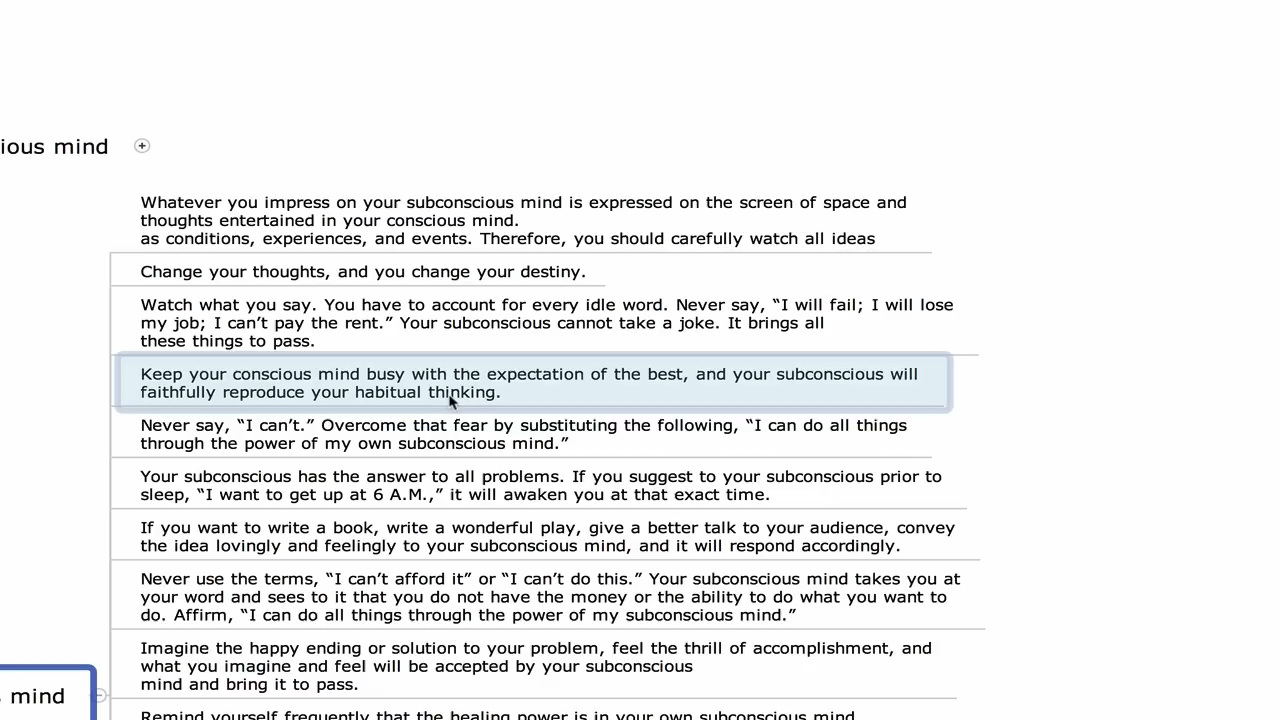 ious mind
Whatever you impress on your subconscious mind is expressed on the screen of space and
thoughts entertained in your conscious mind.
as conditions, experiences, and events. Therefore, you should carefully watch all ideas
Change your thoughts, and you change your destiny.
Watch what you say. You have to account for every idle word. Never say, “I will fail; I will lose
my job; I can’t pay the rent.” Your subconscious cannot take a joke. It brings all
these things to pass.
Keep your conscious mind busy with the expectation of the best, and your subconscious will
faithfully reproduce your habitual thinking.
Never say, “I can’t.” Overcome that fear by substituting the following, “I can do all things
through the power of my own subconscious mind.”
Your subconscious has the answer to all problems. If you suggest to your subconscious prior to
sleep, “I want to get up at 6 A.M.,” it will awaken you at that exact time.
If you want to write a book, write a wonderful play, give a better talk to your audience, convey
the idea lovingly and feelingly to your subconscious mind, and it will respond accordingly.
Never use the terms, “I can’t afford it” or “I can’t do this.” Your subconscious mind takes you at
your word and sees to it that you do not have the money or the ability to do what you want to
do. Affirm, “I can do all things through the power of my subconscious mind.”
Imagine the happy ending or solution to your problem, feel the thrill of accomplishment, and
what you imagine and feel will be accepted by your subconscious
mind and bring it to pass.
s mind
Remind yourself frequently that the healing power is in your own subconscious mind